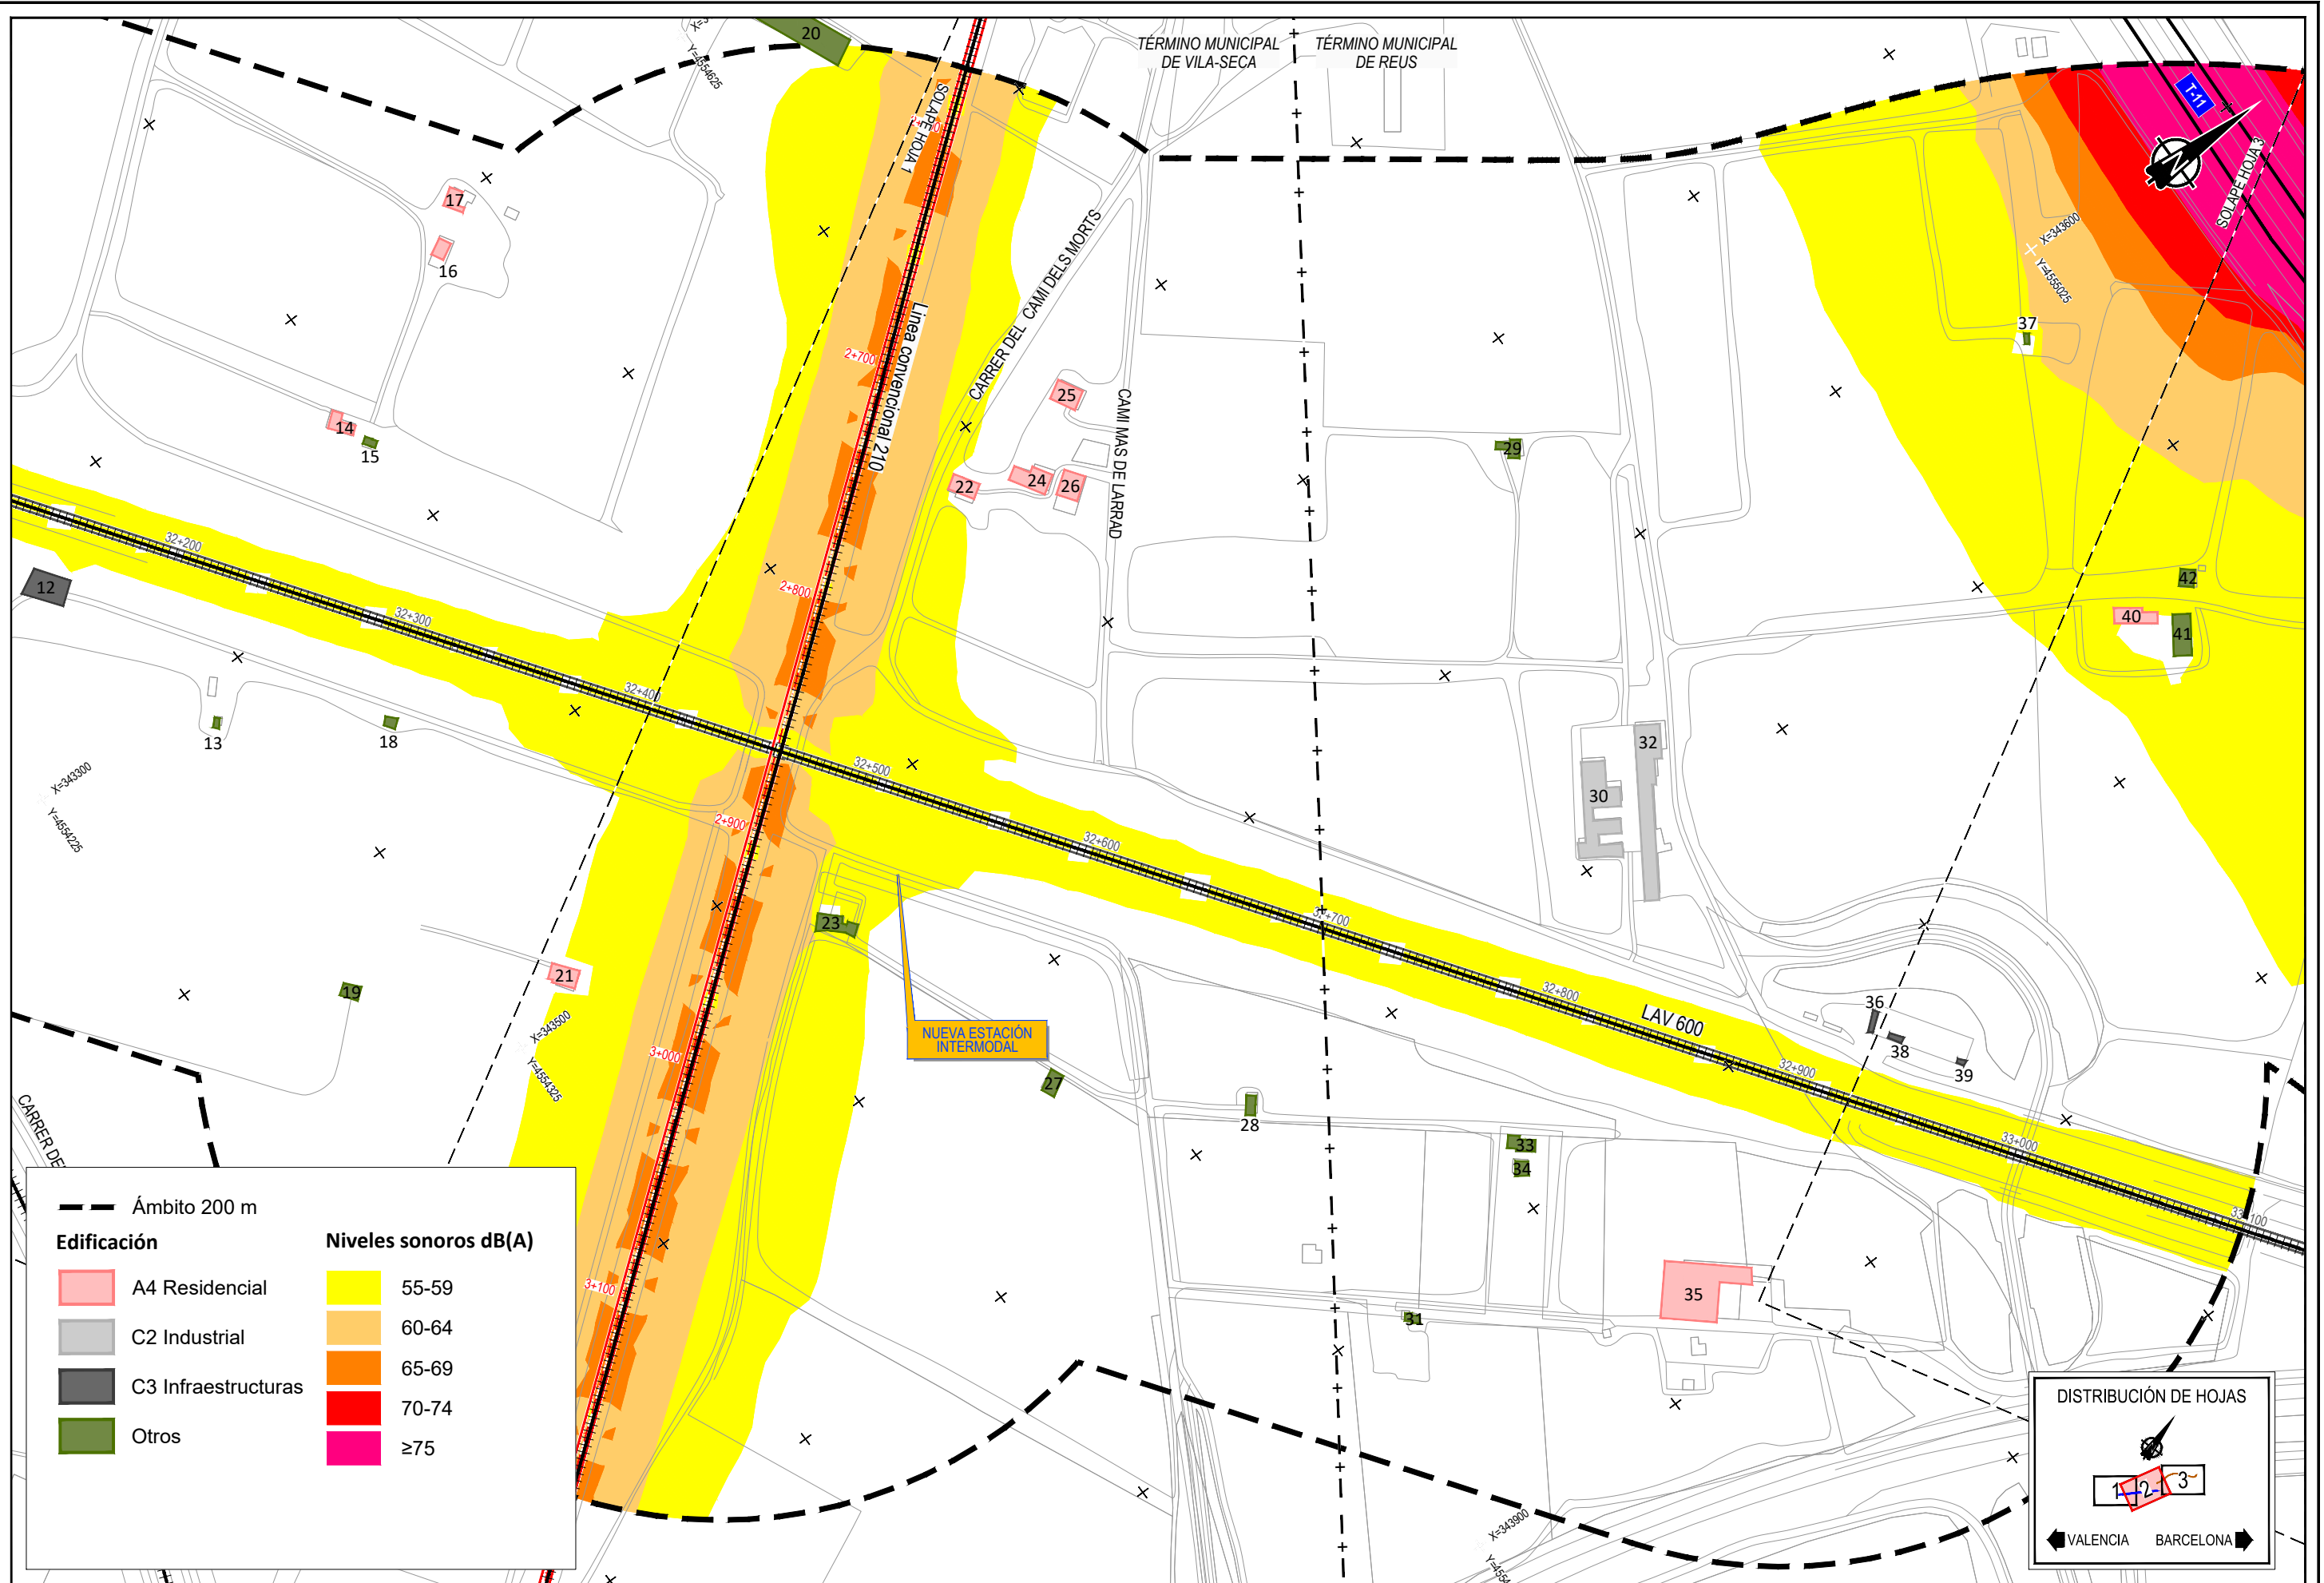 20
TÉRMINO MUNICIPAL
DE VILA-SECA
TÉRMINO MUNICIPAL
DE REUS
Y=4554625
SOLAPE HOJA 1
T-11
SOLAPE HOJA 3
X=343600
Y=4555025
17
16
14
15
Línea convencional 210
2+700
CARRER DEL CAMI DELS MORTS
CAMI MAS DE LARRAD
25
22
24
26
29
37
42
40
41
12
32+200
32+300
32+400
2+800
13
18
X=343300
Y=4554225
32+500
2+900
32+600
32+700
30
32
23
21
19
X=343500
Y=4554325
NUEVA ESTACIÓN
INTERMODAL
3+000
27
28
32+800
LAV 600
32+900
36
38
39
33+000
33
34
33+100
3+100
31
35
X=343900
CARRER DE
Ámbito 200 m
Edificación
A4 Residencial
C2 Industrial
C3 Infraestructuras
Otros
Niveles sonoros dB(A)
55-59
60-64
65-69
70-74
≥75
DISTRIBUCIÓN DE HOJAS
1 2 3
VALENCIA BARCELONA